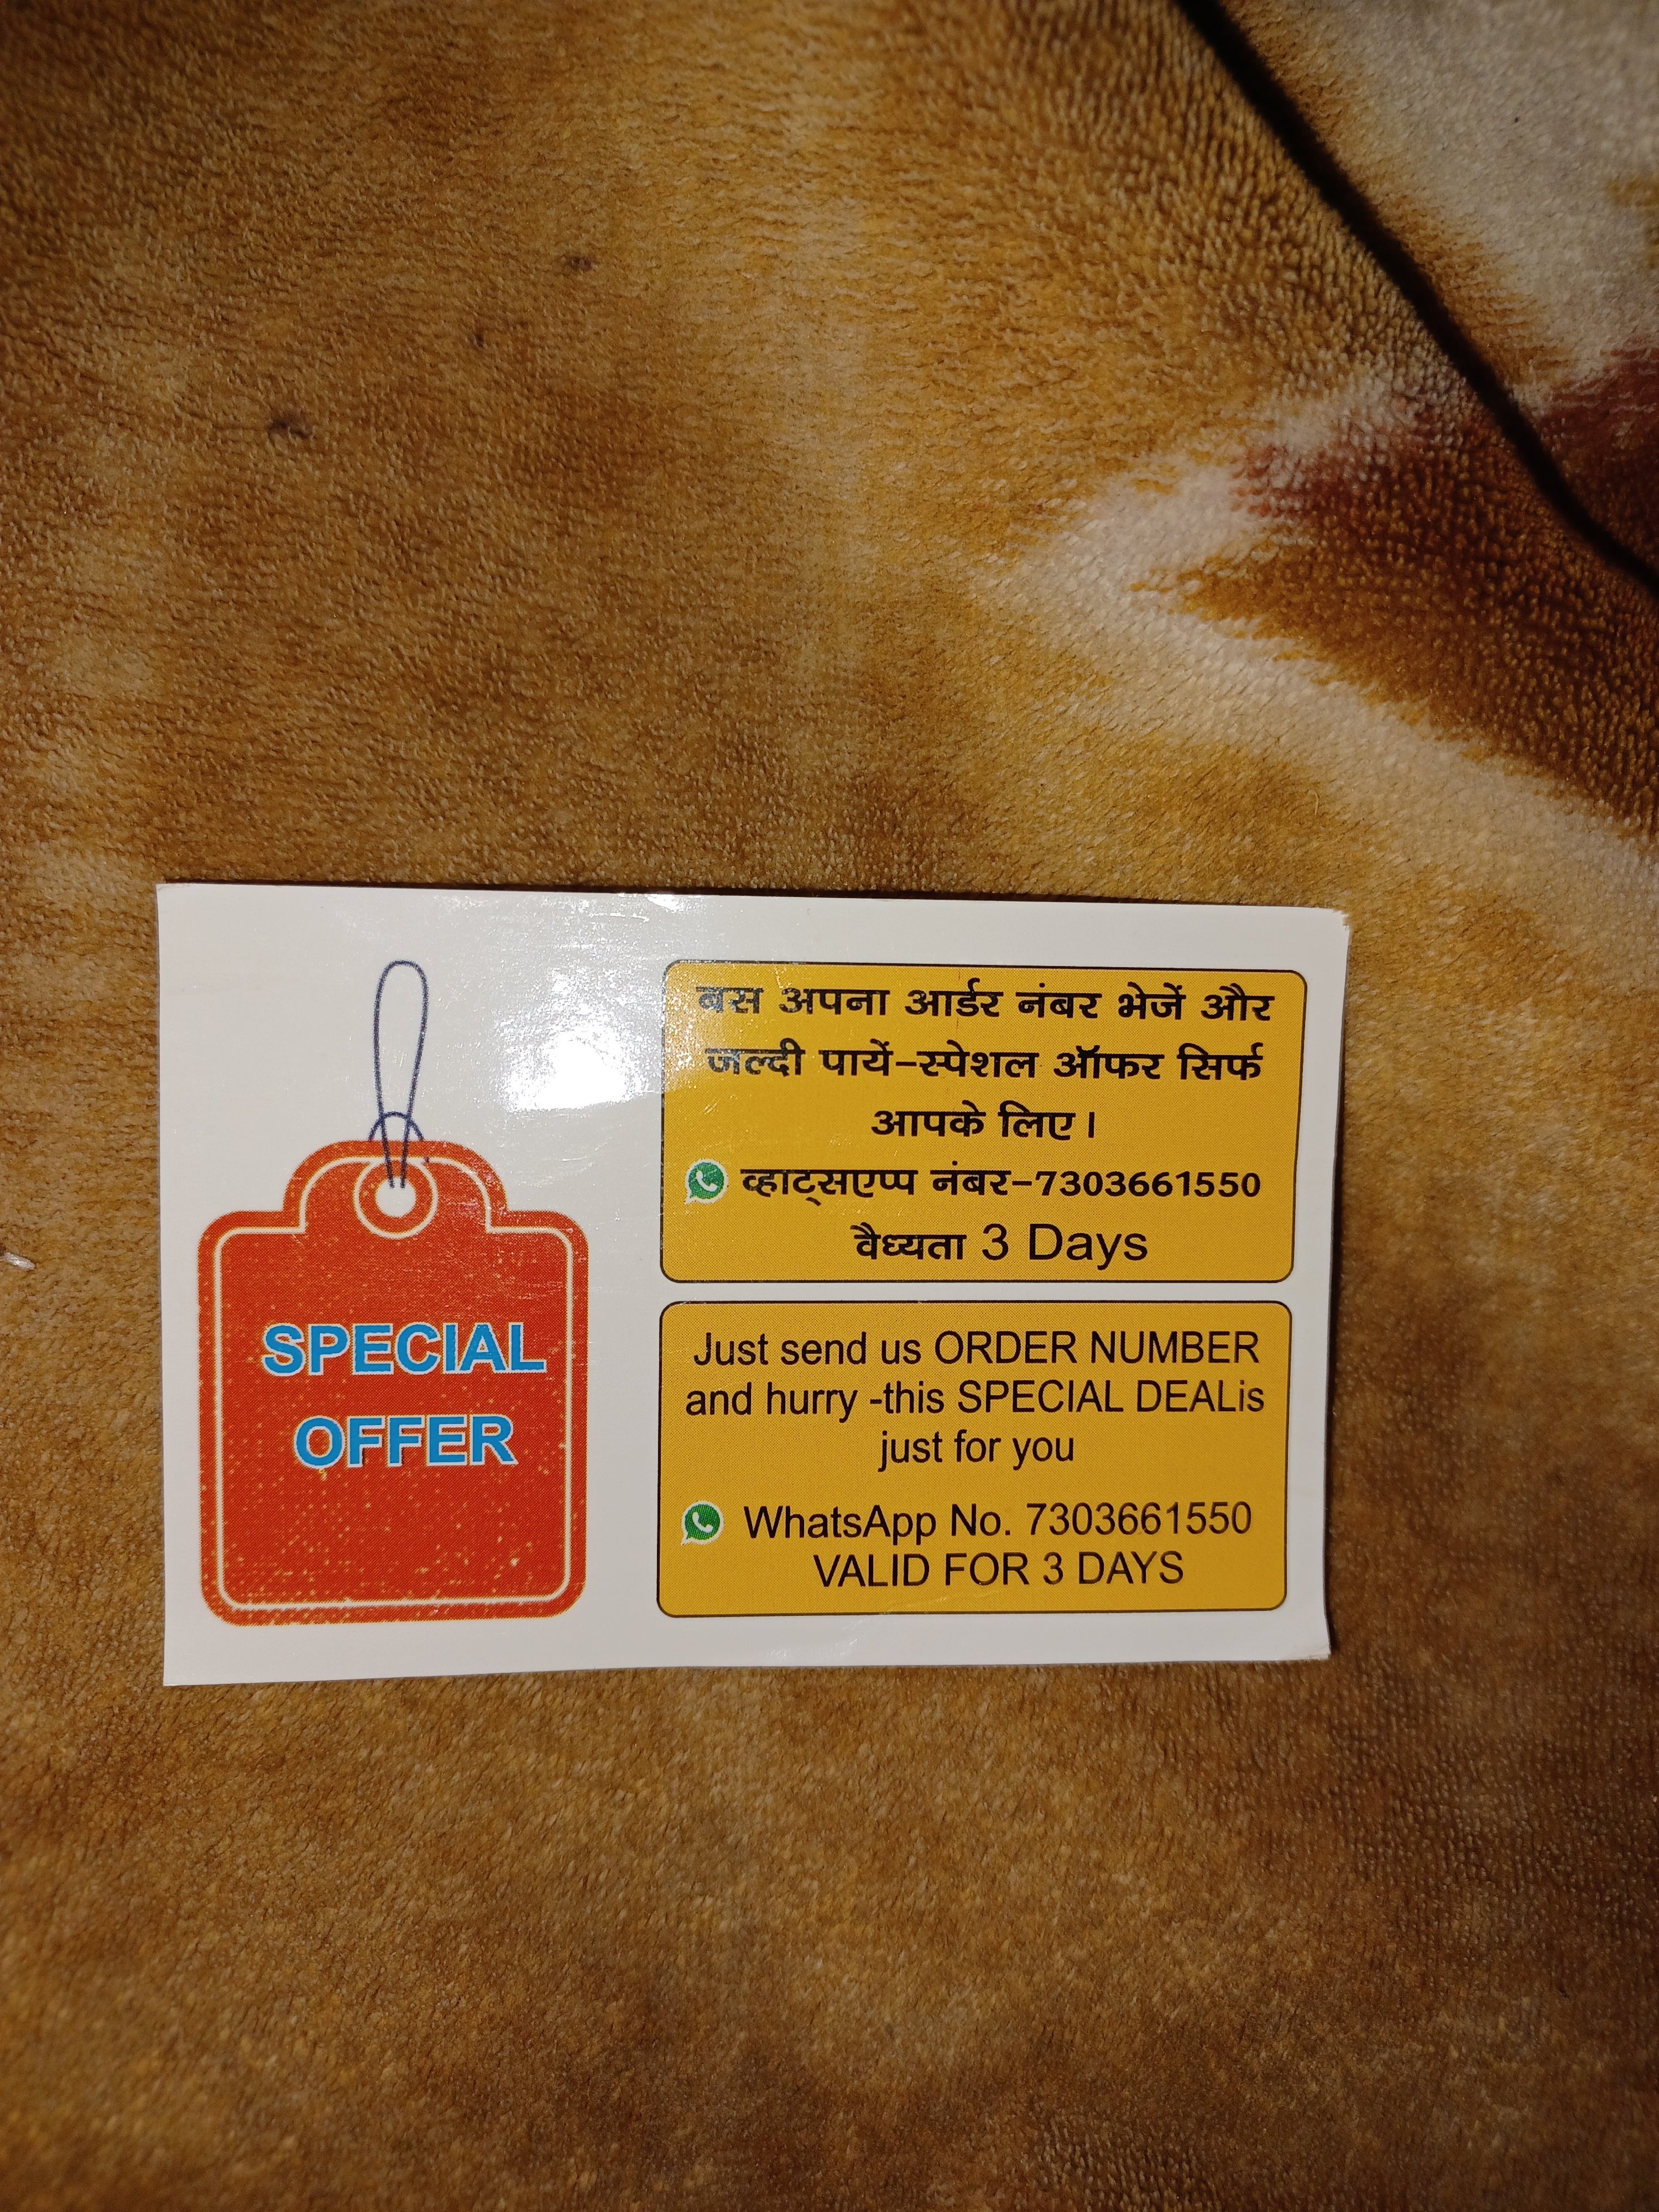 SPECIAL
OFFER
बस अपना आर्डर नंबर भेजें और
जल्दी पायें-स्पेशल ऑफर सिर्फ
आपके लिए।
व्हाट्सएप्प नंबर-7303661550
वैध्यता 3 Days
Just send us ORDER NUMBER
and hurry -this SPECIAL DEALis
just for you
WhatsApp No. 7303661550
VALID FOR 3 DAYS